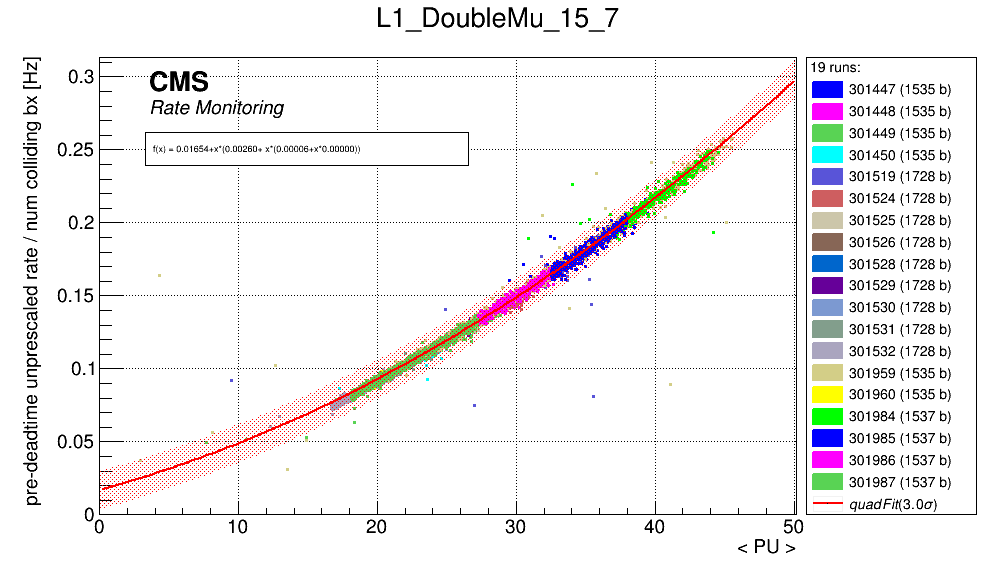 L1_DoubleMu_15_7
pre-deadtime unprescaled rate / num colliding bx [Hz]
0.3
0.25
0.2
0.15
0.1
0.05
0
CMS
Rate Monitoring
f(x) = 0.01654+x*(0.00260+ x*(0.00006+x*0.00000))
0 10 20 30 40 50
< PU >
19 runs:
301447 (1535 b)
301448 (1535 b)
301449 (1535 b)
301450 (1535 b)
301519 (1728 b)
301524 (1728 b)
301525 (1728 b)
301526 (1728 b)
301528 (1728 b)
301529 (1728 b)
301530 (1728 b)
301531 (1728 b)
301532 (1728 b)
301959 (1535 b)
301960 (1535 b)
301984 (1537 b)
301985 (1537 b)
301986 (1537 b)
301987 (1537 b)
quadFit(3.0σ)